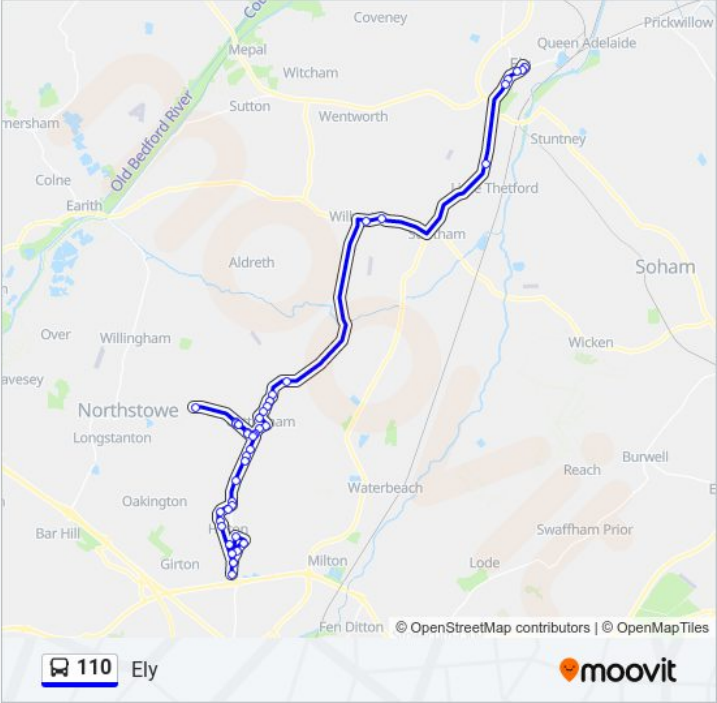 Coveney
Prickwillow
Queen Adelaide
Mepal
Witcham
Sutton
Wentworth
Old Bedford River
Stuntney
Colne
Earith
Aldreth
Soham
Over
Willingham
Wicken
Northstowe
Longstanton
Burwell
Reach
Waterbeach
Oakington
Swaffham Prior
Bar Hill
Girton
Milton
Lode
Fen Ditton
© OpenStreetMap contributors | © OpenMapTiles
110 Ely
moovit